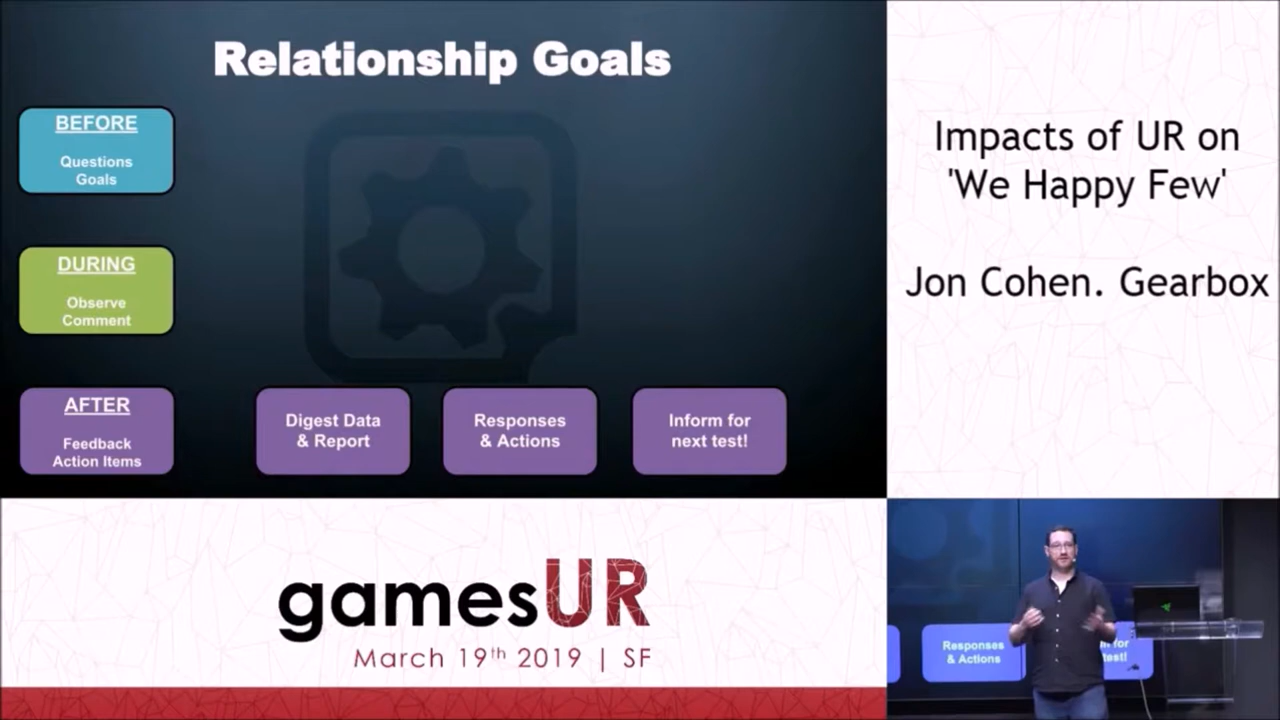 Relationship Goals
BEFORE
Questions
Goals
DURING
Observe
Comment
AFTER
Feedback
Action Items
Digest Data
& Report
Responses
& Actions
Inform for
next test!
Impacts of UR on
'We Happy Few'
Jon Cohen. Gearbox
gamesUR
March 19th 2019 | SF
Responses
& Actions
for
test!